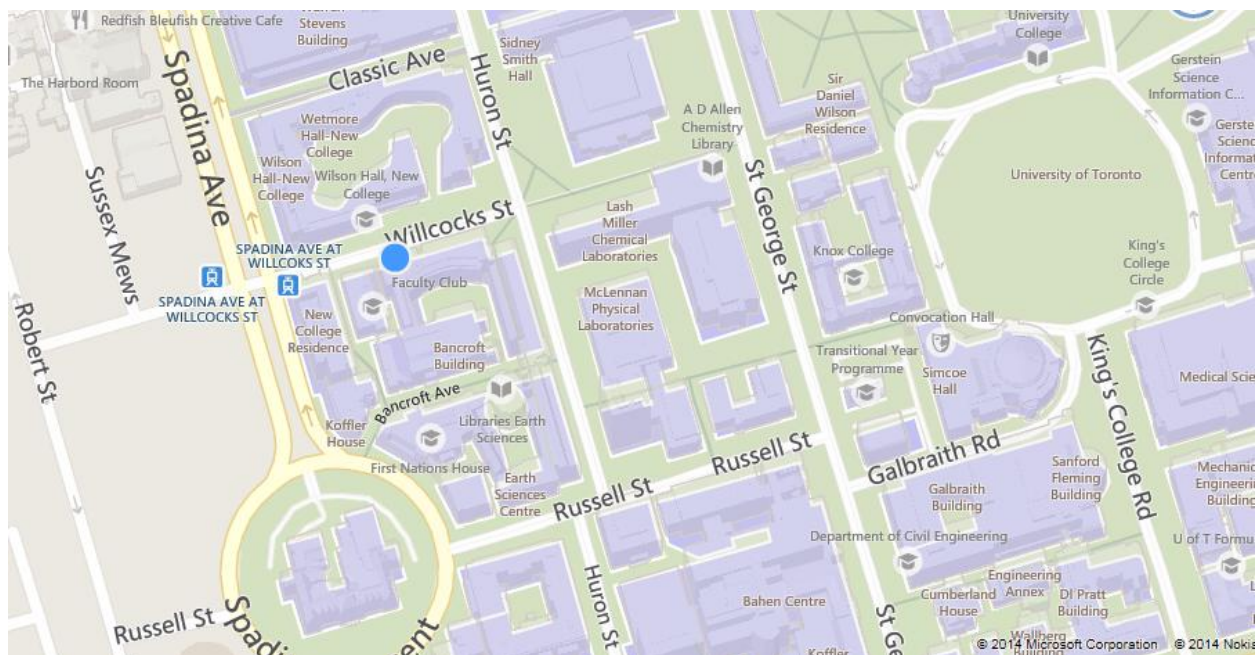 Redfish Bleufish Creative Cafe
Stevens
Building
Classic Ave
Huron St
Sidney
Smith
Hall
University
College
Gerstein
Science
Information C...
The Harbord Room
Spadina Ave
Wetmore
Hall-New
College
A D Allen
Chemistry
Library
Sir
Daniel
Wilson
Residence
Wilson
Hall-New
College
Wilson Hall, New
College
Sussex Mews
Willcocks St
St George St
University of Toronto
Lash
Miller
Chemical
Laboratories
Knox College
King's
College
Circle
SPADINA AVE AT
WILLCOKS ST
SPADINA AVE AT
WILLCOCKS ST
Faculty Club
McLennan
Physical
Laboratories
Robert St
New
College
Residence
Bancroft
Building
Convocation Hall
Simcoe
Hall
Transitional Year
Programme
King's College Rd
Medical Scie
Bancroft Ave
Koffler
House
Libraries Earth
Sciences
First Nations House
Earth
Sciences
Centre
Russell St
Russell St
Galbraith Rd
Galbraith
Building
Sanford
Fleming
Building
Mechanic
Engineering
Building
Department of Civil Engineering
U of T Formu
Huron St
Bahen Centre
Cumberland
House
Engineering
Annex
DI Pratt
Building
Russell St
St Ge
Koffler
Wallberg
© 2014 Microsoft Corporation © 2014 Nokia